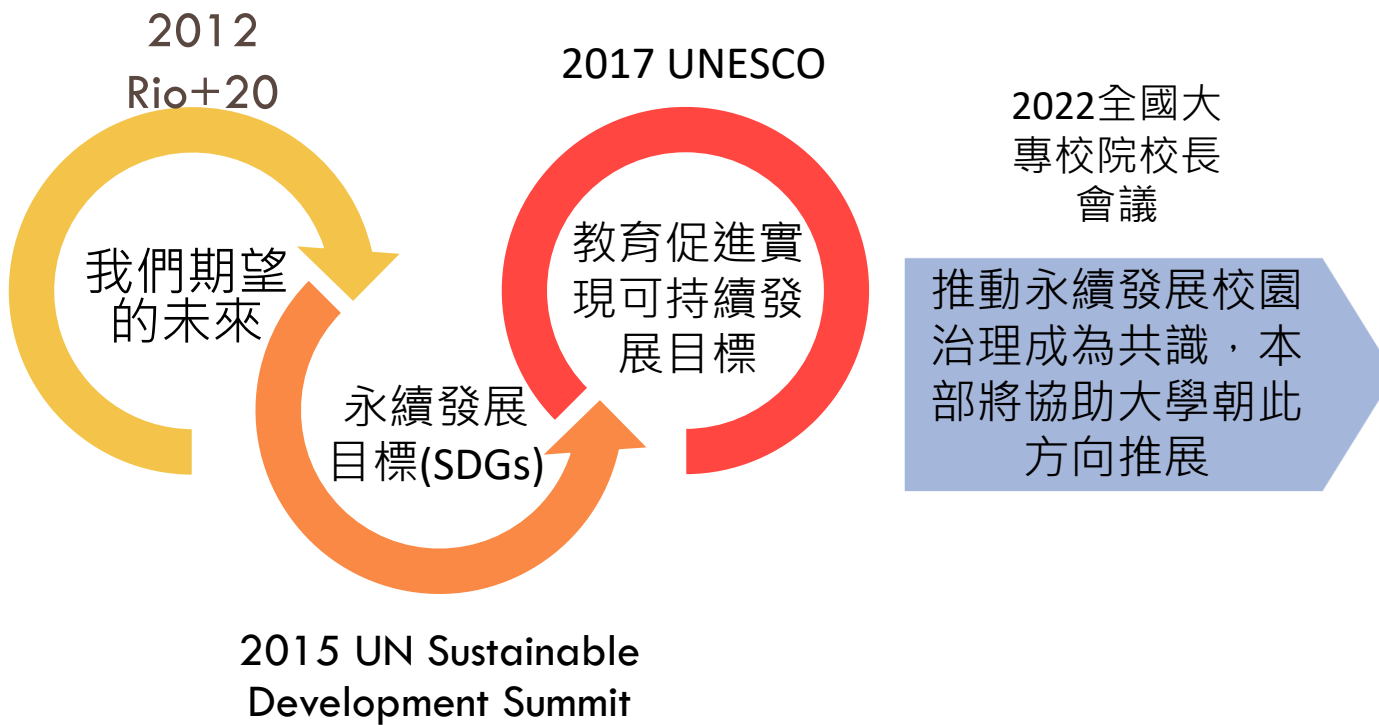 2012
Rio+20
我們期望
的未來
2015 UN Sustainable
Development Summit
永續發展
目標(SDGs)
2017 UNESCO
教育促進實
現可持續發
展目標
2022全國大
專校院校長
會議
推動永續發展校園
治理成為共識，本
部將協助大學朝此
方向推展